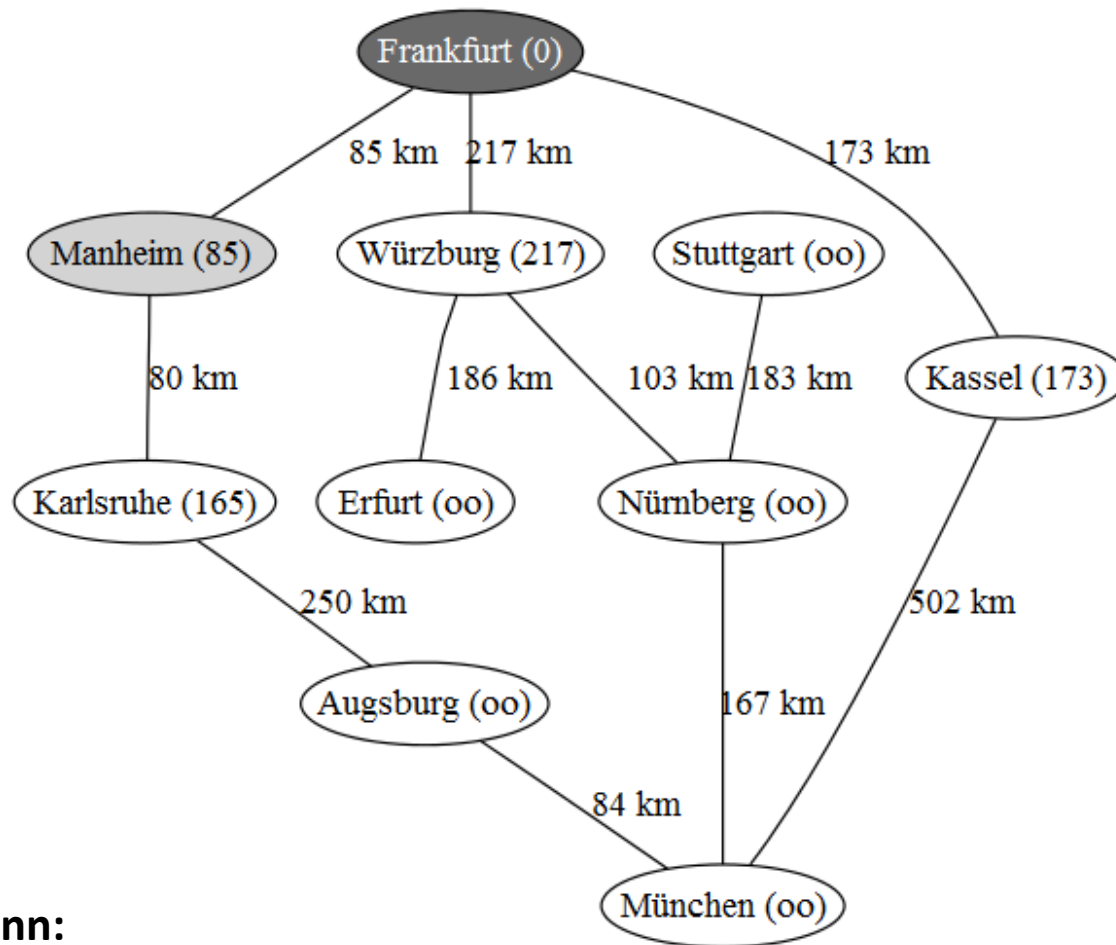 Frankfurt (0)
85 km
217 km
173 km
Manheim (85)
Würzburg (217)
Stuttgart (oo)
80 km
186 km
103 km
183 km
Kassel (173)
Karlsruhe (165)
Erfurt (oo)
Nürnberg (oo)
250 km
502 km
Augsburg (oo)
167 km
84 km
München (oo)
nn: